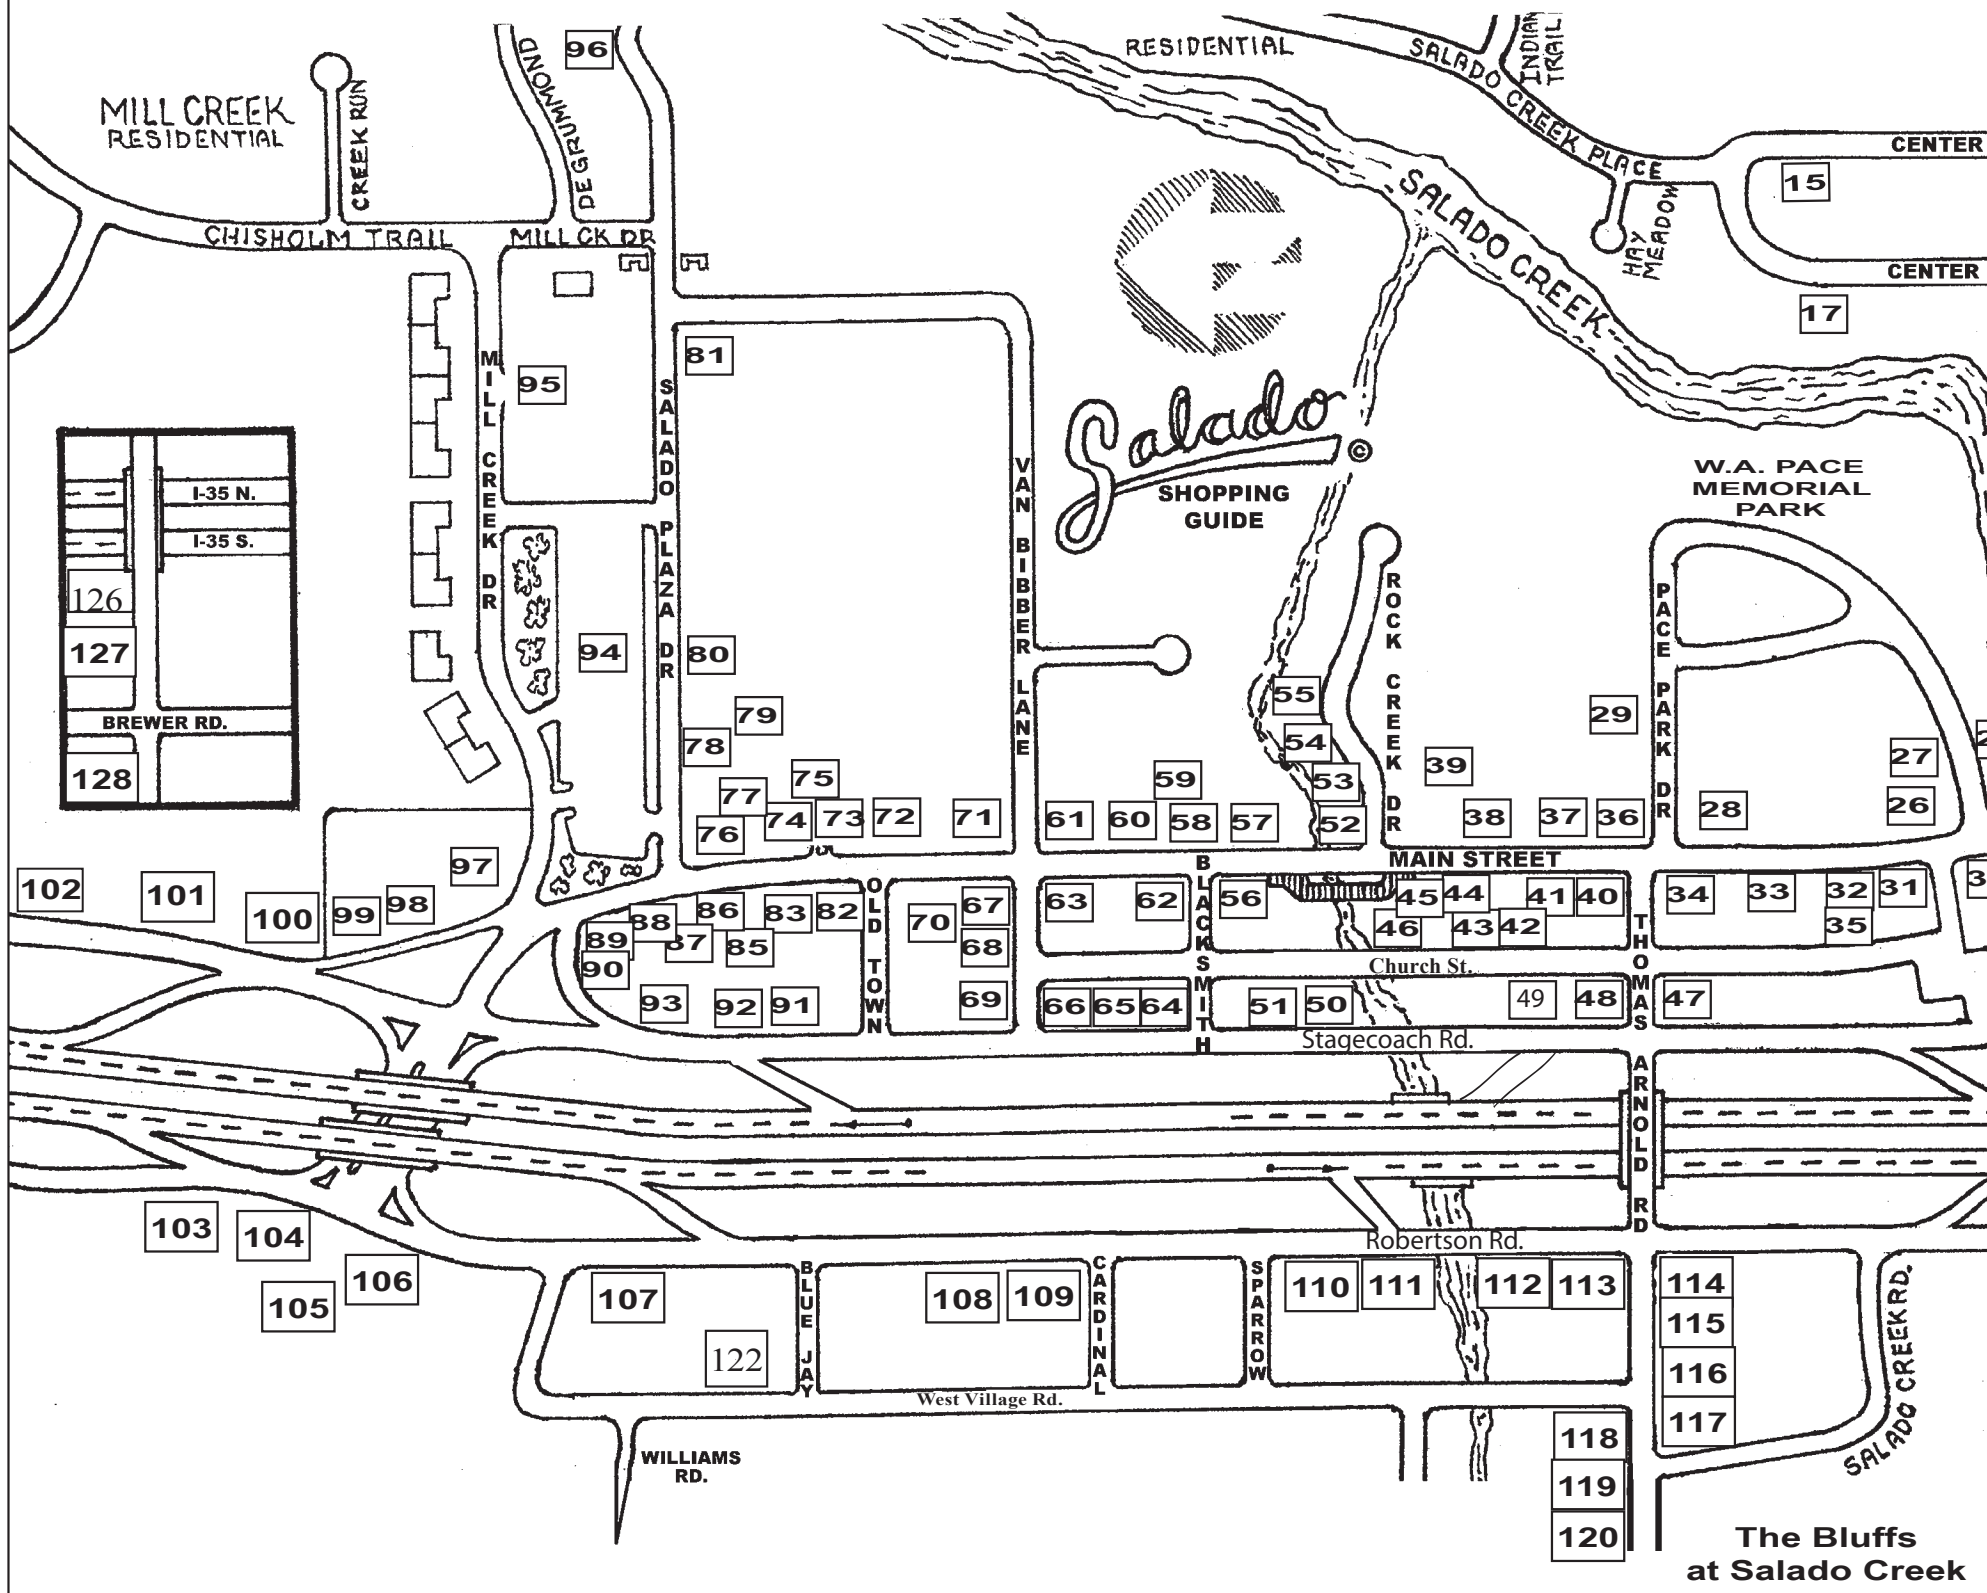 RESIDENTIAL
INDIAN
TRAIL
SALADO CREEK PLACE
96
DEGRUMMOND
MILL CREEK
RESIDENTIAL
CREEK RUN
CENTER
15
SALADO CREEK
HAY
MEADOW
CHISHOLM TRAIL
MILL CK DR
CENTER
17
81
95
MILL CREEK DR
SALADO PLAZA DR
Salado
©
SHOPPING
GUIDE
VAN BIBBER LANE
W.A. PACE
MEMORIAL
PARK
I-35 N.
I-35 S.
126
127
BREWER RD.
128
ROCK CREEK DR
PACE PARK DR
94
80
79
78
77
76
75
74
73
72
71
55
54
53
52
59
61
60
58
57
39
29
38
37
36
28
27
26
MAIN STREET
102
101
100
99
98
97
OLD TOWN
BLACKSMITH
THOMAS ARNOLD RD
88
86
83
82
89
87
85
90
93
92
91
70
67
68
69
63
62
56
45
44
41
40
46
43
42
34
33
32
31
35
Church St.
66
65
64
51
50
49
48
47
Stagecoach Rd.
Robertson Rd.
103
104
105
106
107
122
BLUE JAY
108
109
CARDINAL
SPARROW
110
111
112
113
114
115
116
117
SALADO CREEK RD.
West Village Rd.
WILLIAMS
RD.
118
119
120
The Bluffs
at Salado Creek